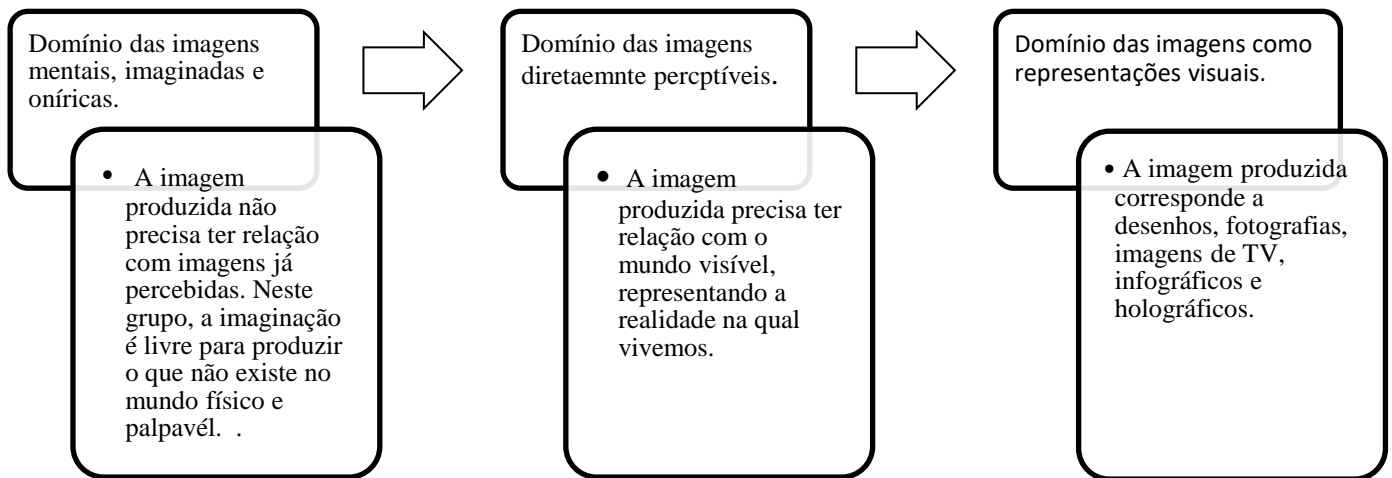 Domínio das imagens
mentais, imaginadas e
oníricas.
• A imagem
produzida não
precisa ter relação
com imagens já
percebidas. Neste
grupo, a imaginação
é livre para produzir
o que não existe no
mundo físico e
palpavél. .
Domínio das imagens
diretaemnte percptíveis.
• A imagem
produzida precisa ter
relação com o
mundo visível,
representando a
realidade na qual
vivemos.
Domínio das imagens como
representações visuais.
• A imagem produzida
corresponde a
desenhos, fotografias,
imagens de TV,
infográficos e
holográficos.